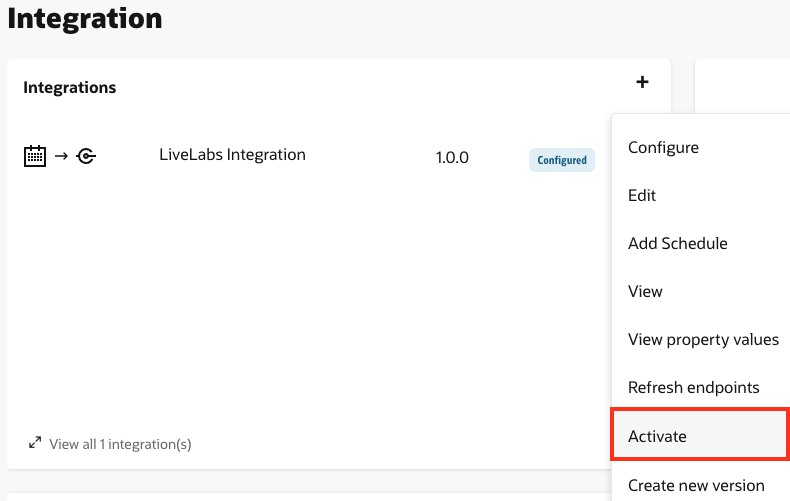 Integration
Integrations
+
LiveLabs Integration 1.0.0 Configured
Configure
Edit
Add Schedule
View
View property values
Refresh endpoints
Activate
Create new version
View all 1 integration(s)